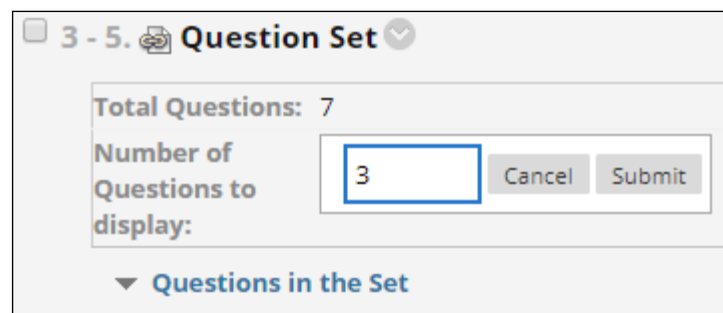 3 - 5. Question Set
Total Questions: 7
Number of Questions to display:
3 Cancel Submit
Questions in the Set